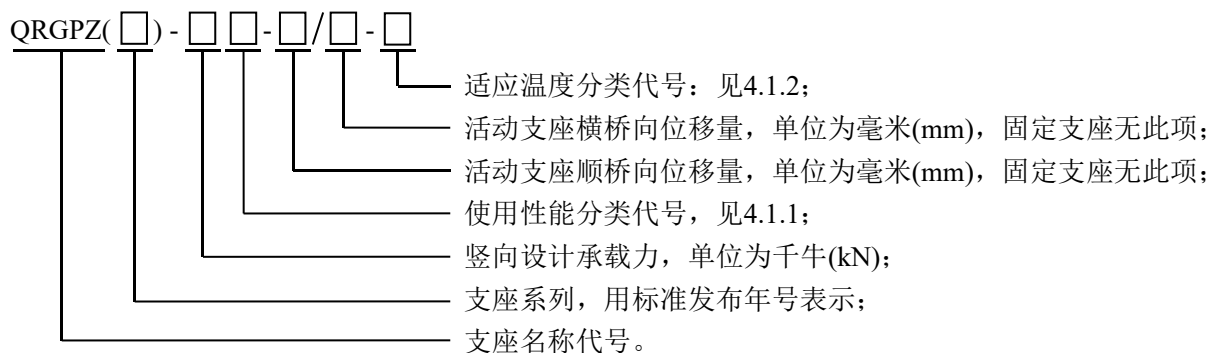 QRGPZ(□) - □□-□/□-□
适应温度分类代号：见4.1.2；
活动支座横桥向位移量，单位为毫米(mm)，固定支座无此项；
活动支座顺桥向位移量，单位为毫米(mm)，固定支座无此项；
使用性能分类代号，见4.1.1；
竖向设计承载力，单位为千牛(kN)；
支座系列，用标准发布年号表示；
支座名称代号。